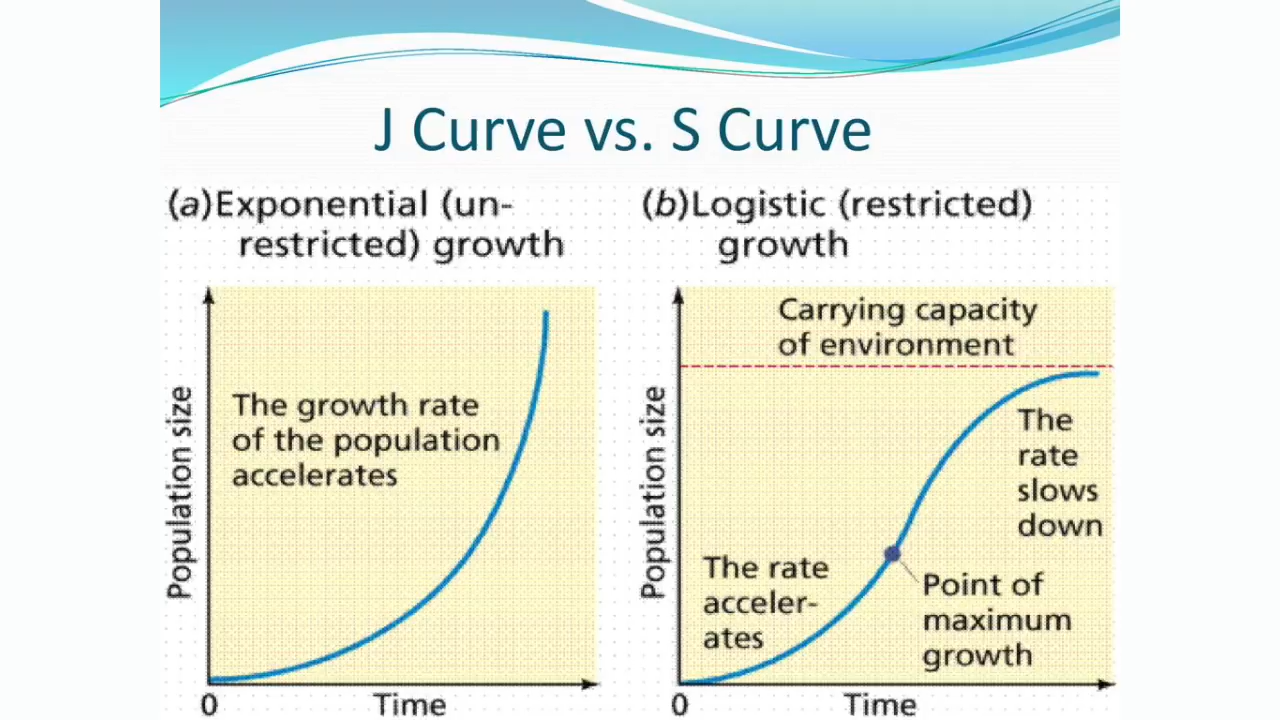 J Curve vs. S Curve
(a)Exponential (un-
restricted) growth
Population size
The growth rate
of the population
accelerates
0
Time
(b)Logistic (restricted)
growth
Population size
Carrying capacity
of environment
The
rate
slows
down
The rate
acceler-
ates
Point of
maximum
growth
0
Time